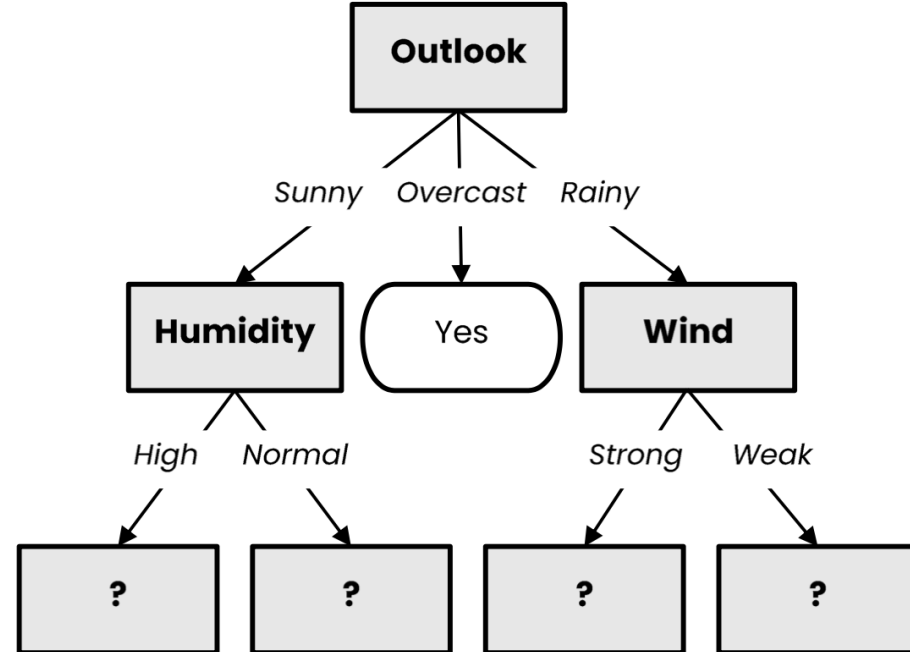 Outlook
Sunny Overcast Rainy
Humidity Yes Wind
High Normal Strong Weak
? ? ? ?